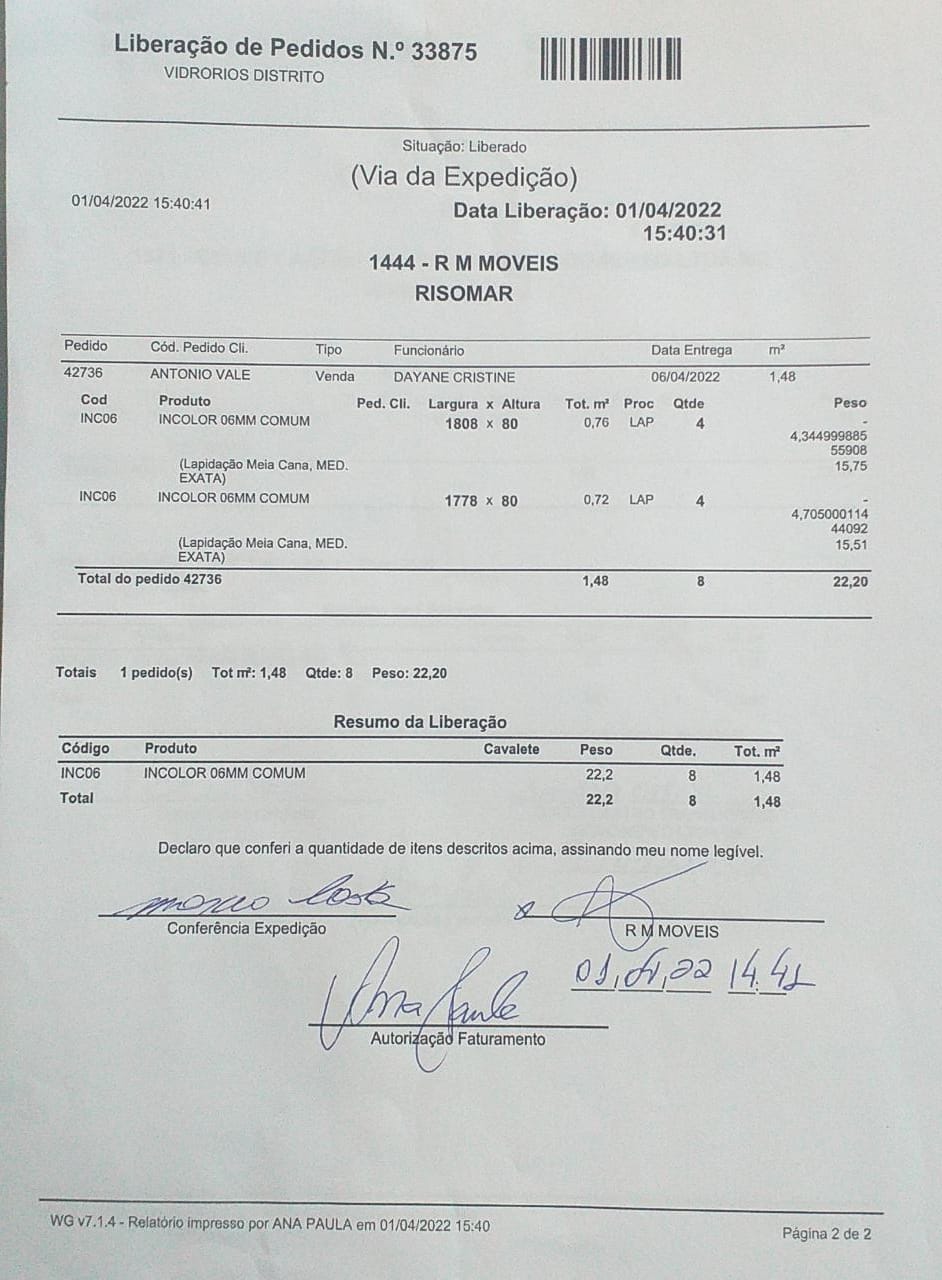 Liberação de Pedidos N.º 33875
VIDRORIOS DISTRITO
Situação: Liberado
(Via da Expedição)
01/04/2022 15:40:41
Data Liberação: 01/04/2022
15:40:31
1444 - R M MOVEIS
RISOMAR
Pedido Cód. Pedido Cli. Tipo Funcionário Data Entrega m²
42736 ANTONIO VALE Venda DAYANE CRISTINE 06/04/2022 1,48
Cod Produto Ped. Cli. Largura x Altura Tot. m² Proc Qtde Peso
INC06 INCOLOR 06MM COMUM 1808 x 80 0,76 LAP 4 -
4,344999885
55908
(Lapidação Meia Cana, MED. 15,75
EXATA)
INC06 INCOLOR 06MM COMUM 1778 x 80 0,72 LAP 4 -
4,705000114
44092
(Lapidação Meia Cana, MED. 15,51
EXATA)
Total do pedido 42736 1,48 8 22,20
Totais 1 pedido(s) Tot m²: 1,48 Qtde: 8 Peso: 22,20
Resumo da Liberação
Código Produto Cavalete Peso Qtde. Tot. m²
INC06 INCOLOR 06MM COMUM 22,2 8 1,48
Total 22,2 8 1,48
Declaro que conferi a quantidade de itens descritos acima, assinando meu nome legível.
Costa
Conferência Expedição R M MOVEIS
01,04,22 14:41
Ana Paula
Autorização Faturamento
WG v7.1.4 - Relatório impresso por ANA PAULA em 01/04/2022 15:40
Página 2 de 2